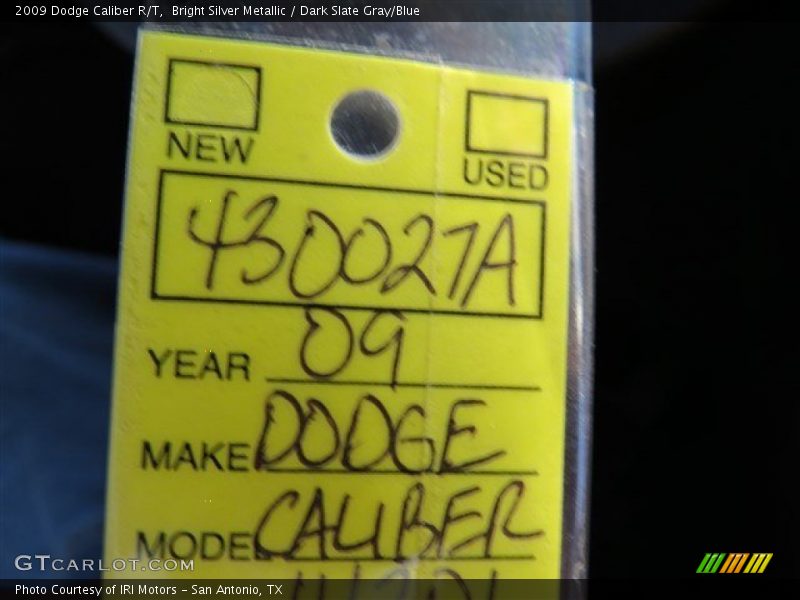 2009 Dodge Caliber R/T,  Bright Silver Metallic / Dark Slate Gray/Blue
NEW
USED
430027A
YEAR 09
MAKE DODGE
MODEL CALIBER
GTCARLOT.COM
Photo Courtesy of IRI Motors - San Antonio, TX